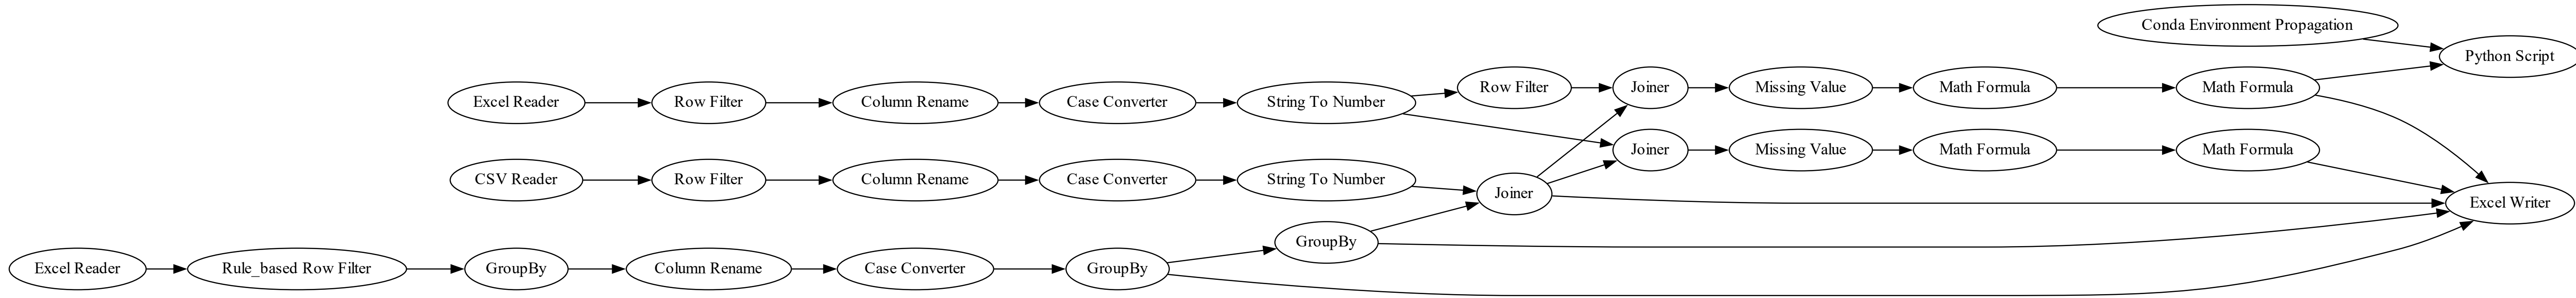 Conda Environment Propagation
Python Script
Excel Reader
Row Filter
Column Rename
Case Converter
String To Number
Row Filter
Joiner
Missing Value
Math Formula
Math Formula
Joiner
Missing Value
Math Formula
Math Formula
CSV Reader
Row Filter
Column Rename
Case Converter
String To Number
Joiner
Excel Writer
GroupBy
Excel Reader
Rule_based Row Filter
GroupBy
Column Rename
Case Converter
GroupBy